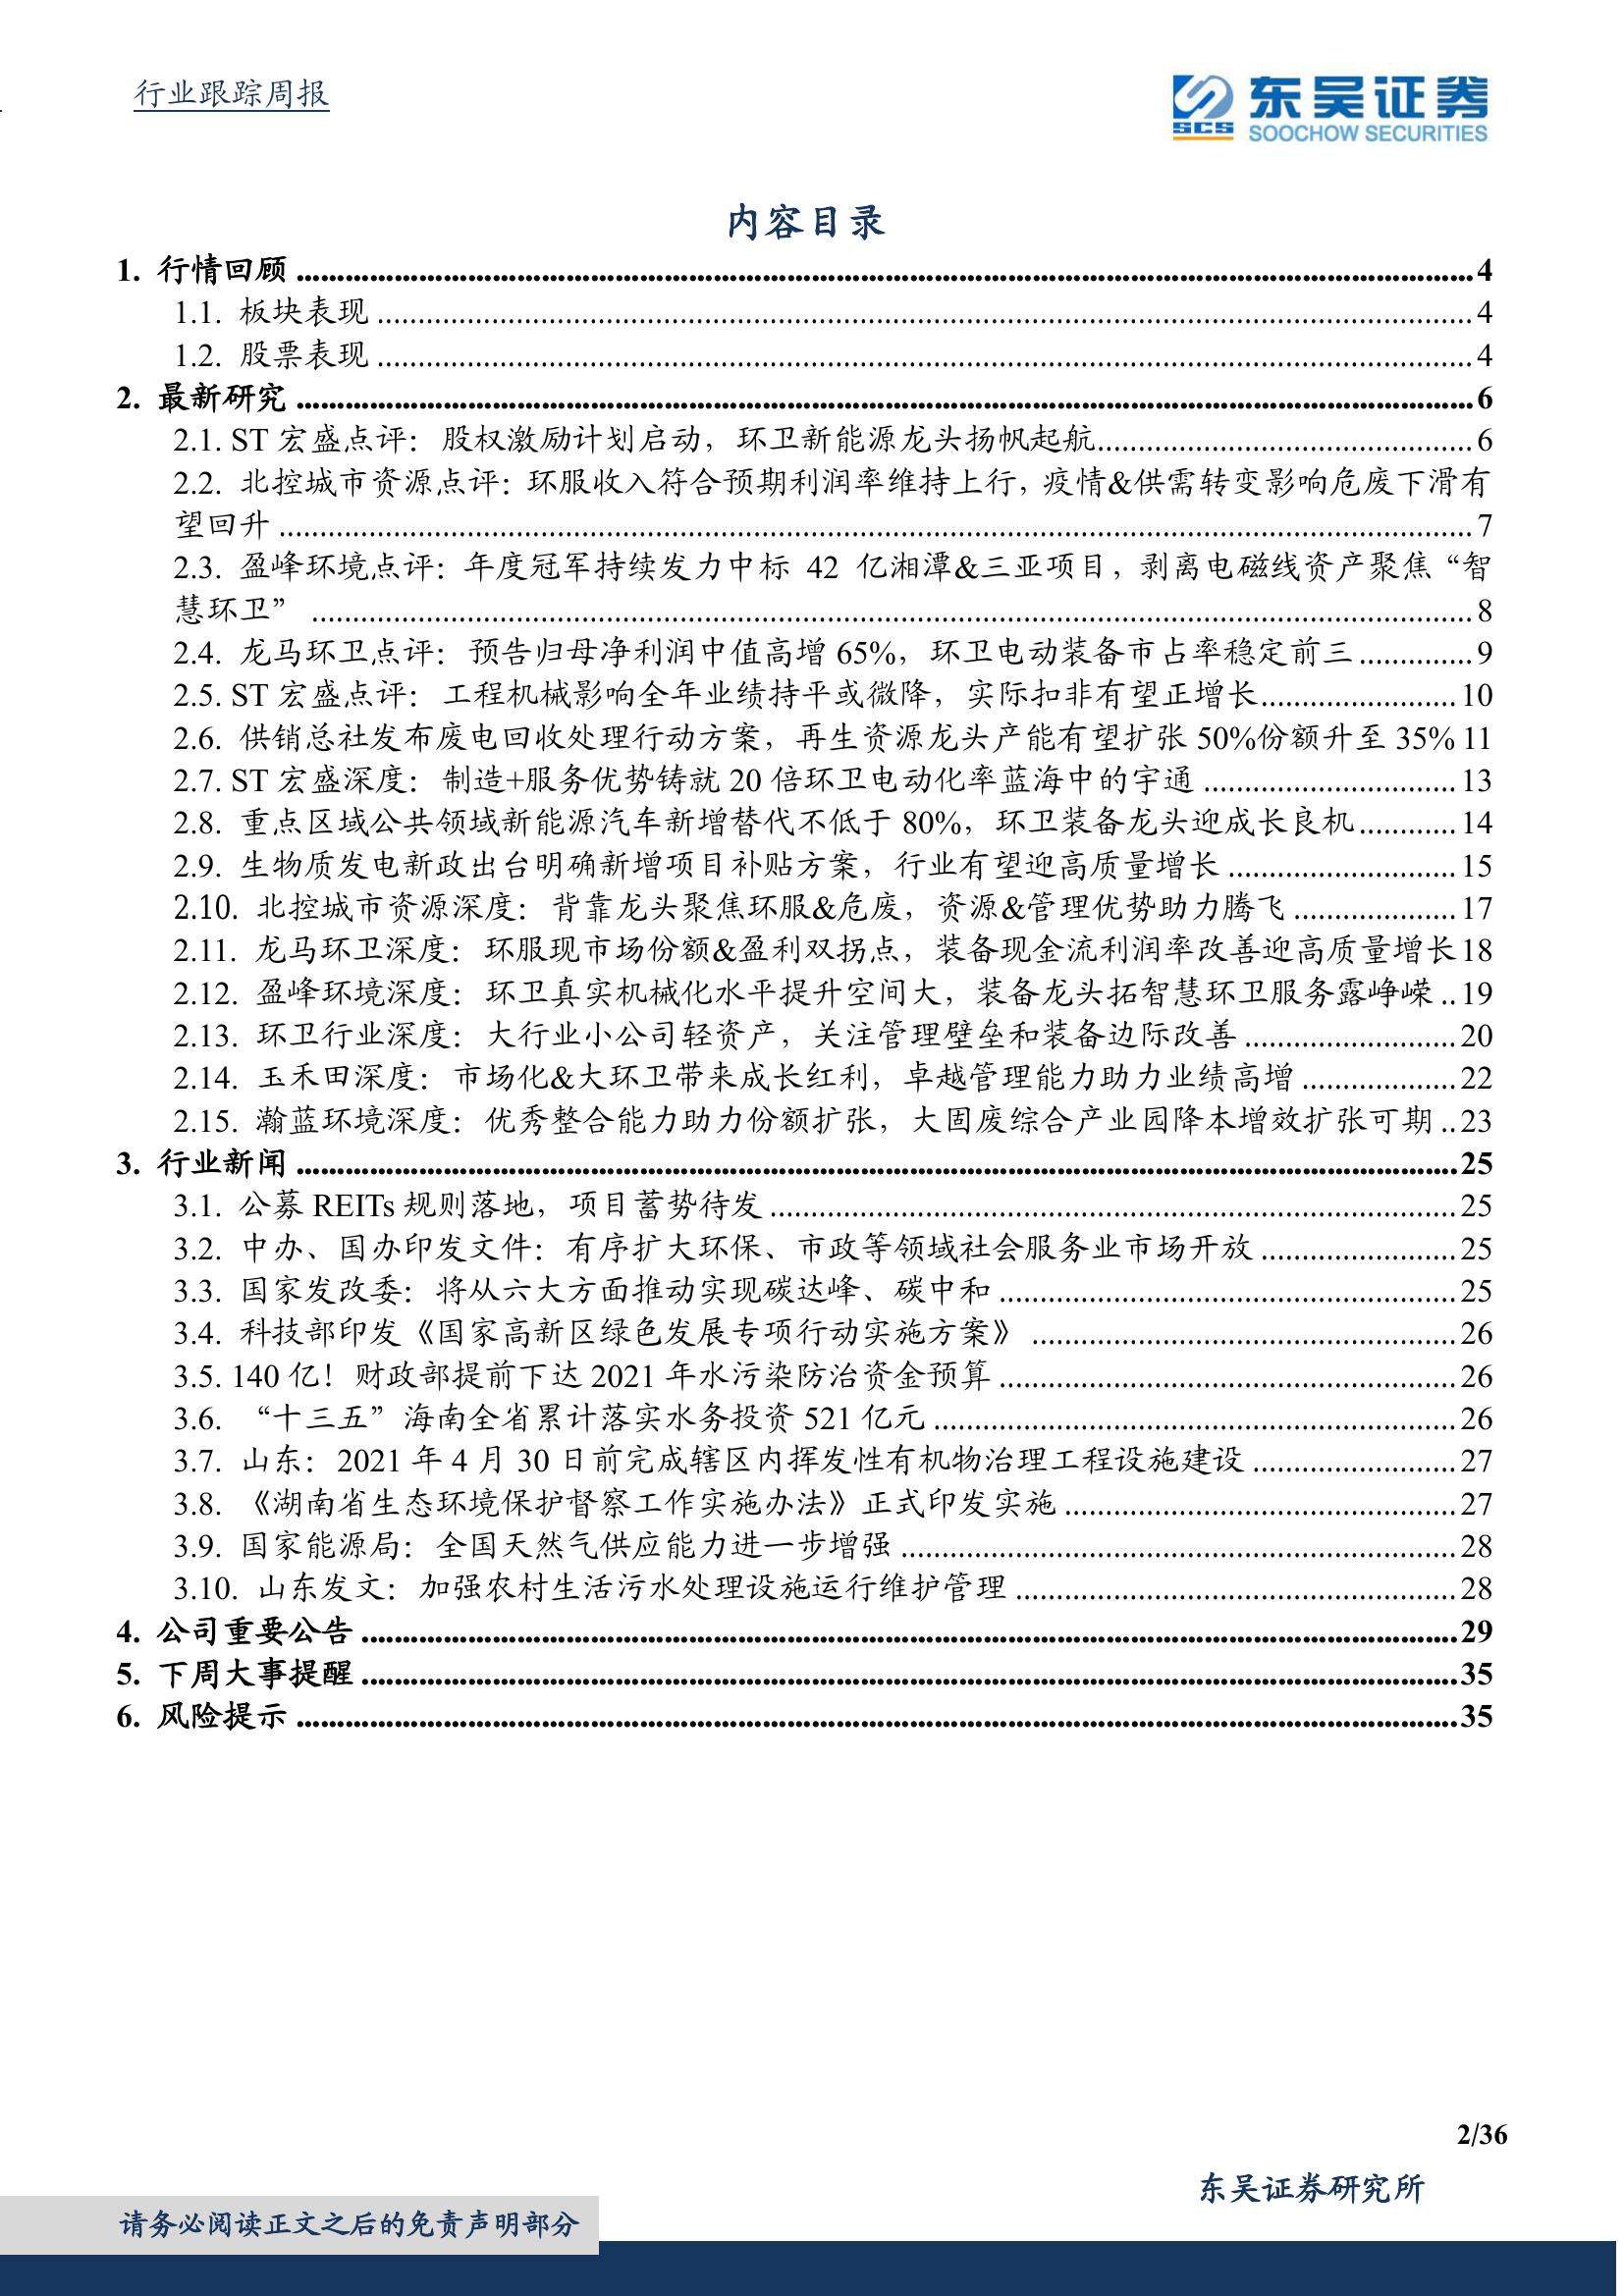 行业跟踪周报
SCS
东吴证券
SOOCHOW SECURITIES
内容目录
1. 行情回顾 ........ 4
1.1. 板块表现 ........ 4
1.2. 股票表现 ........ 4
2. 最新研究 ........ 6
2.1. ST 宏盛点评：股权激励计划启动，环卫新能源龙头扬帆起航 ........ 6
2.2. 北控城市资源点评：环服收入符合预期利润率维持上行，疫情&供需转变影响危废下滑有
望回升 ........ 7
2.3. 盈峰环境点评：年度冠军持续发力中标 42 亿湘潭&三亚项目，剥离电磁线资产聚焦“智
慧环卫” ........ 8
2.4. 龙马环卫点评：预告归母净利润中值高增 65%，环卫电动装备市占率稳定前三 ........ 9
2.5. ST 宏盛点评：工程机械影响全年业绩持平或微降，实际扣非有望正增长 ........ 10
2.6. 供销总社发布废电回收处理行动方案，再生资源龙头产能有望扩张 50%份额升至 35% 11
2.7. ST 宏盛深度：制造+服务优势铸就 20 倍环卫电动化率蓝海中的宇通 ........ 13
2.8. 重点区域公共领域新能源汽车新增替代不低于 80%，环卫装备龙头迎成长良机 ........ 14
2.9. 生物质发电新政出台明确新增项目补贴方案，行业有望迎高质量增长 ........ 15
2.10. 北控城市资源深度：背靠龙头聚焦环服&危废，资源&管理优势助力腾飞 ........ 17
2.11. 龙马环卫深度：环服现市场份额&盈利双拐点，装备现金流利润率改善迎高质量增长 18
2.12. 盈峰环境深度：环卫真实机械化水平提升空间大，装备龙头拓智慧环卫服务露峥嵘 .. 19
2.13. 环卫行业深度：大行业小公司轻资产，关注管理壁垒和装备边际改善 ........ 20
2.14. 玉禾田深度：市场化&大环卫带来成长红利，卓越管理能力助力业绩高增 ........ 22
2.15. 瀚蓝环境深度：优秀整合能力助力份额扩张，大固废综合产业园降本增效扩张可期 .. 23
3. 行业新闻 ........ 25
3.1. 公募 REITs 规则落地，项目蓄势待发 ........ 25
3.2. 中办、国办印发文件：有序扩大环保、市政等领域社会服务业市场开放 ........ 25
3.3. 国家发改委：将从六大方面推动实现碳达峰、碳中和 ........ 25
3.4. 科技部印发《国家高新区绿色发展专项行动实施方案》 ........ 26
3.5. 140 亿！财政部提前下达 2021 年水污染防治资金预算 ........ 26
3.6. “十三五”海南全省累计落实水务投资 521 亿元 ........ 26
3.7. 山东：2021 年 4 月 30 日前完成辖区内挥发性有机物治理工程设施建设 ........ 27
3.8. 《湖南省生态环境保护督察工作实施办法》正式印发实施 ........ 27
3.9. 国家能源局：全国天然气供应能力进一步增强 ........ 28
3.10. 山东发文：加强农村生活污水处理设施运行维护管理 ........ 28
4. 公司重要公告 ........ 29
5. 下周大事提醒 ........ 35
6. 风险提示 ........ 35
2/36
东吴证券研究所
请务必阅读正文之后的免责声明部分